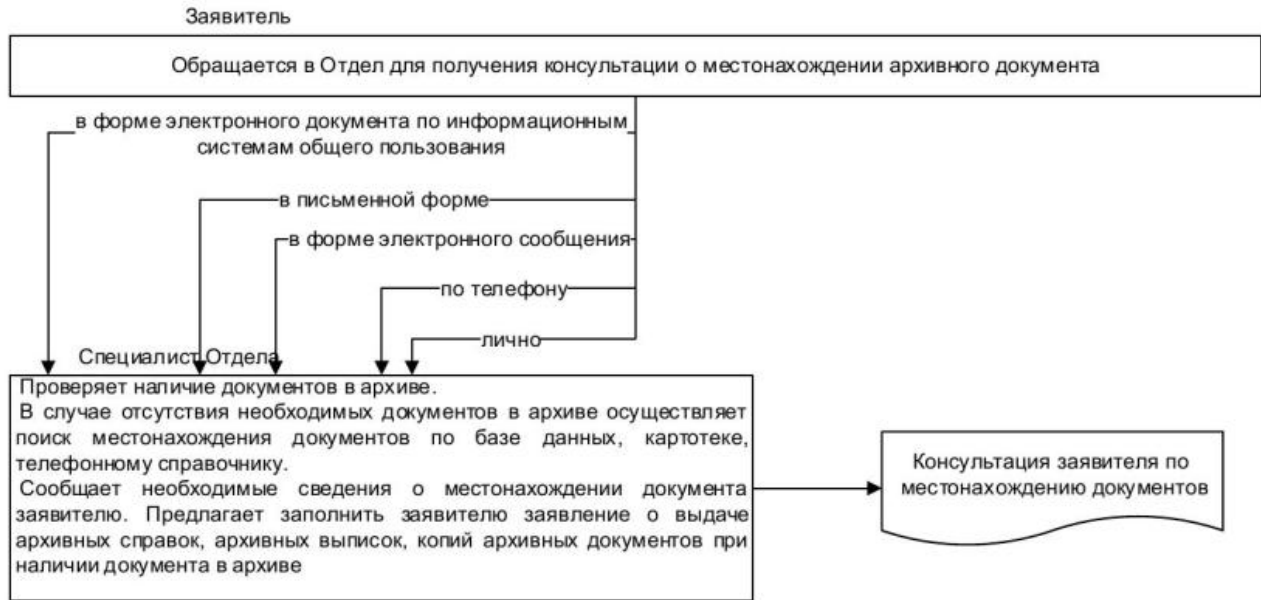 Заявитель
Обращается в Отдел для получения консультации о местонахождении архивного документа
в форме электронного документа по информационным
системам общего пользования
в письменной форме
в форме электронного сообщения
по телефону
лично
Специалист Отдела
Проверяет наличие документов в архиве.
В случае отсутствия необходимых документов в архиве осуществляет
поиск местонахождения документов по базе данных, картотеке,
телефонному справочнику.
Сообщает необходимые сведения о местонахождении документа
заявителю. Предлагает заполнить заявителю заявление о выдаче
архивных справок, архивных выписок, копий архивных документов при
наличии документа в архиве
Консультация заявителя по
местонахождению документов